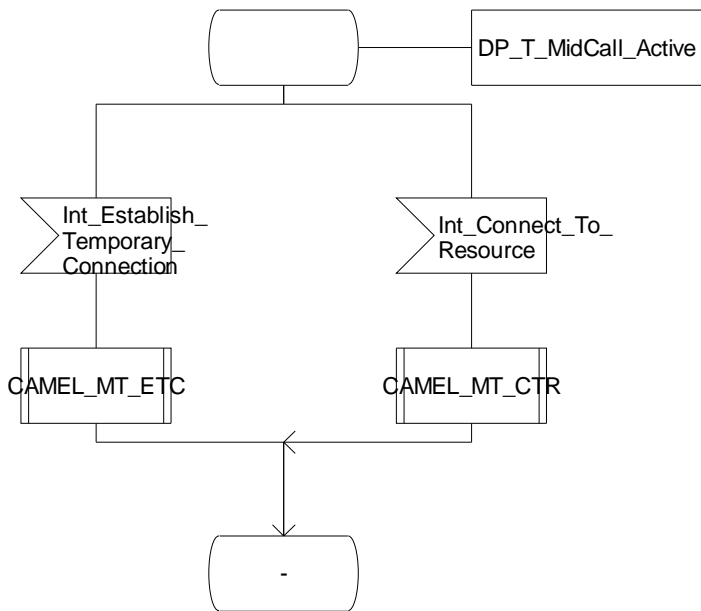 DP_T_MidCall_Active
Int_Establish_
Temporary_
Connection
Int_Connect_To_
Resource
CAMEL_MT_ETC
CAMEL_MT_CTR
-